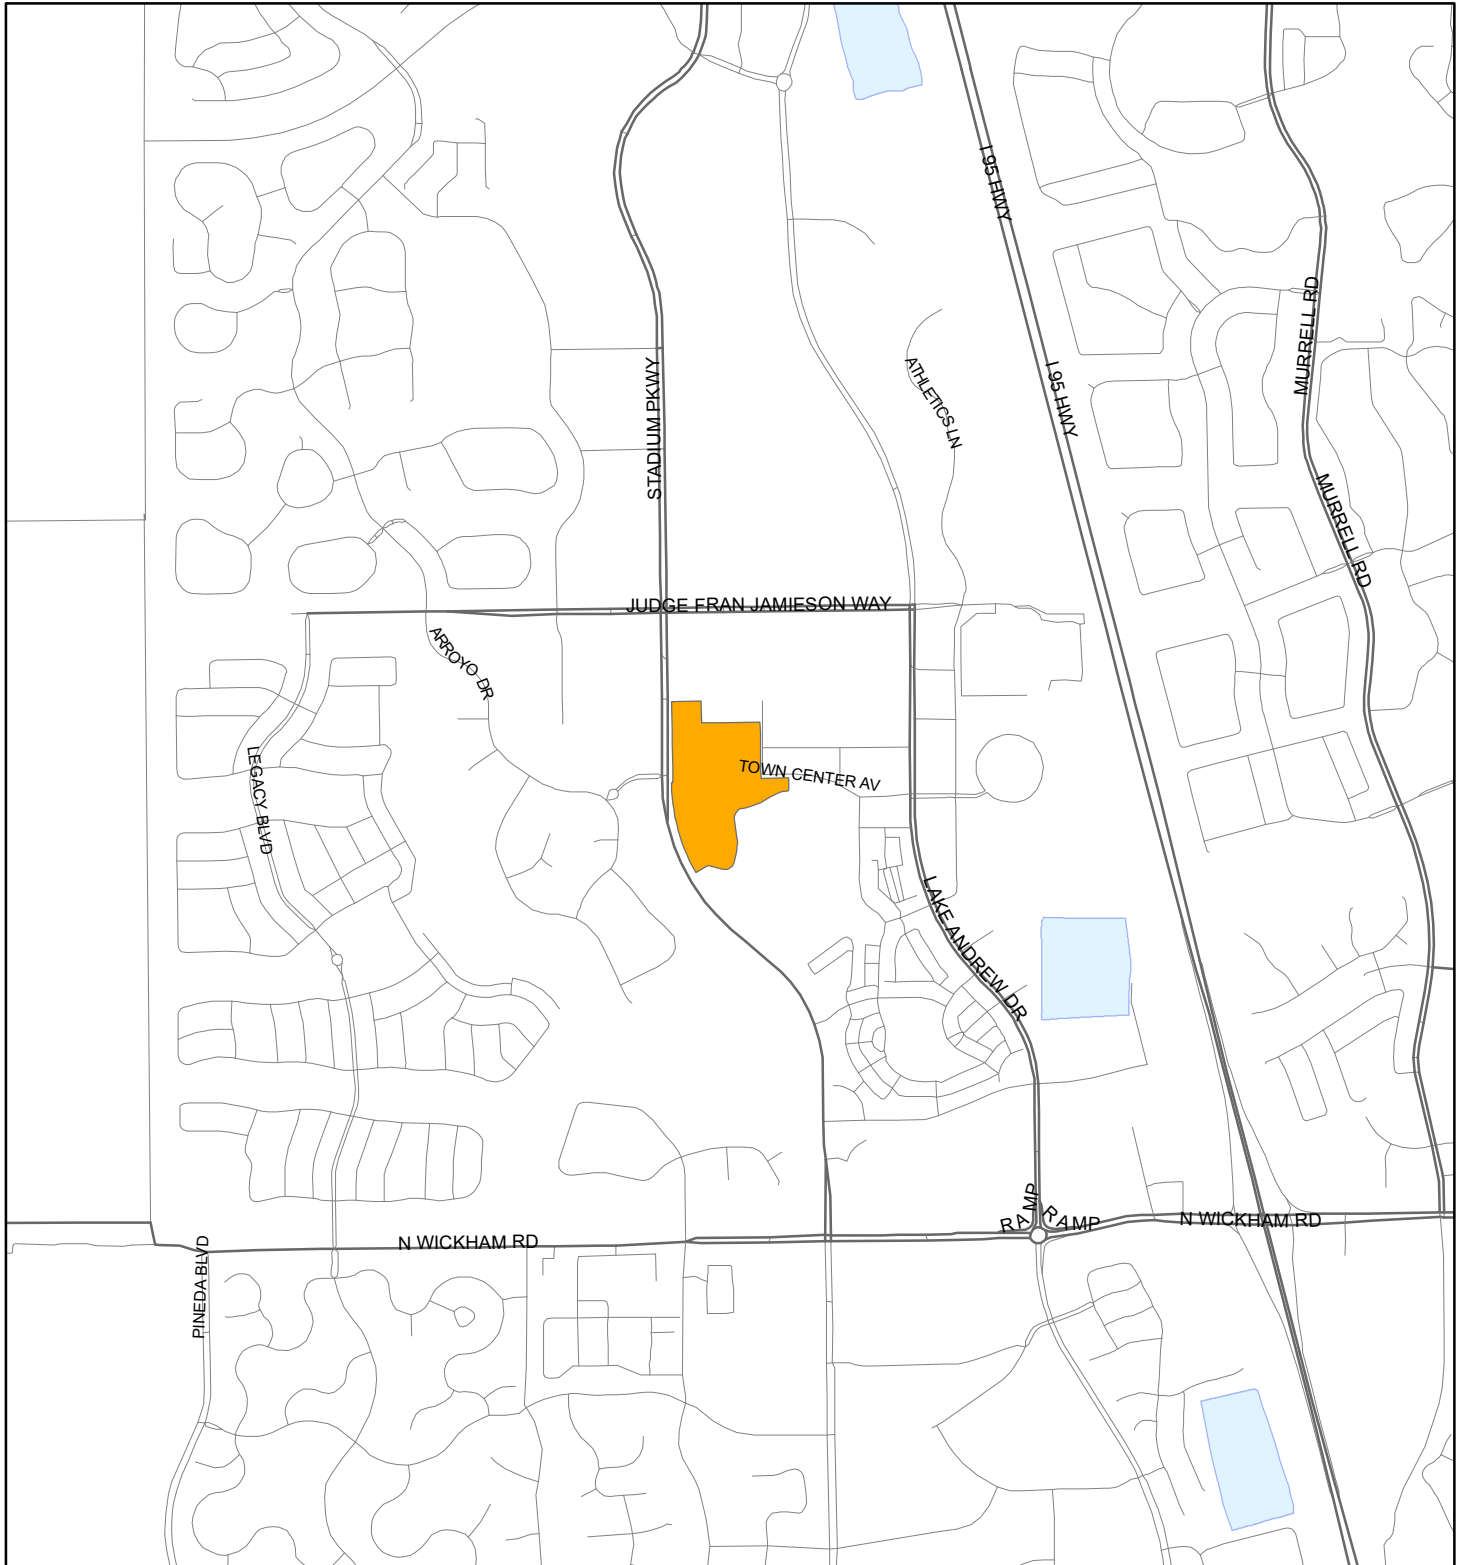 I 95 HWY
MURRELL RD
STADIUM PKWY
ATHLETICS LN
I 95 HWY
MURRELL RD
JUDGE FRAN JAMIESON WAY
ARROYO DR
LEGACY BLVD
TOWN CENTER AV
LAKE ANDREW DR
RAMP
RAMP
N WICKHAM RD
N WICKHAM RD
PINEDA BLVD